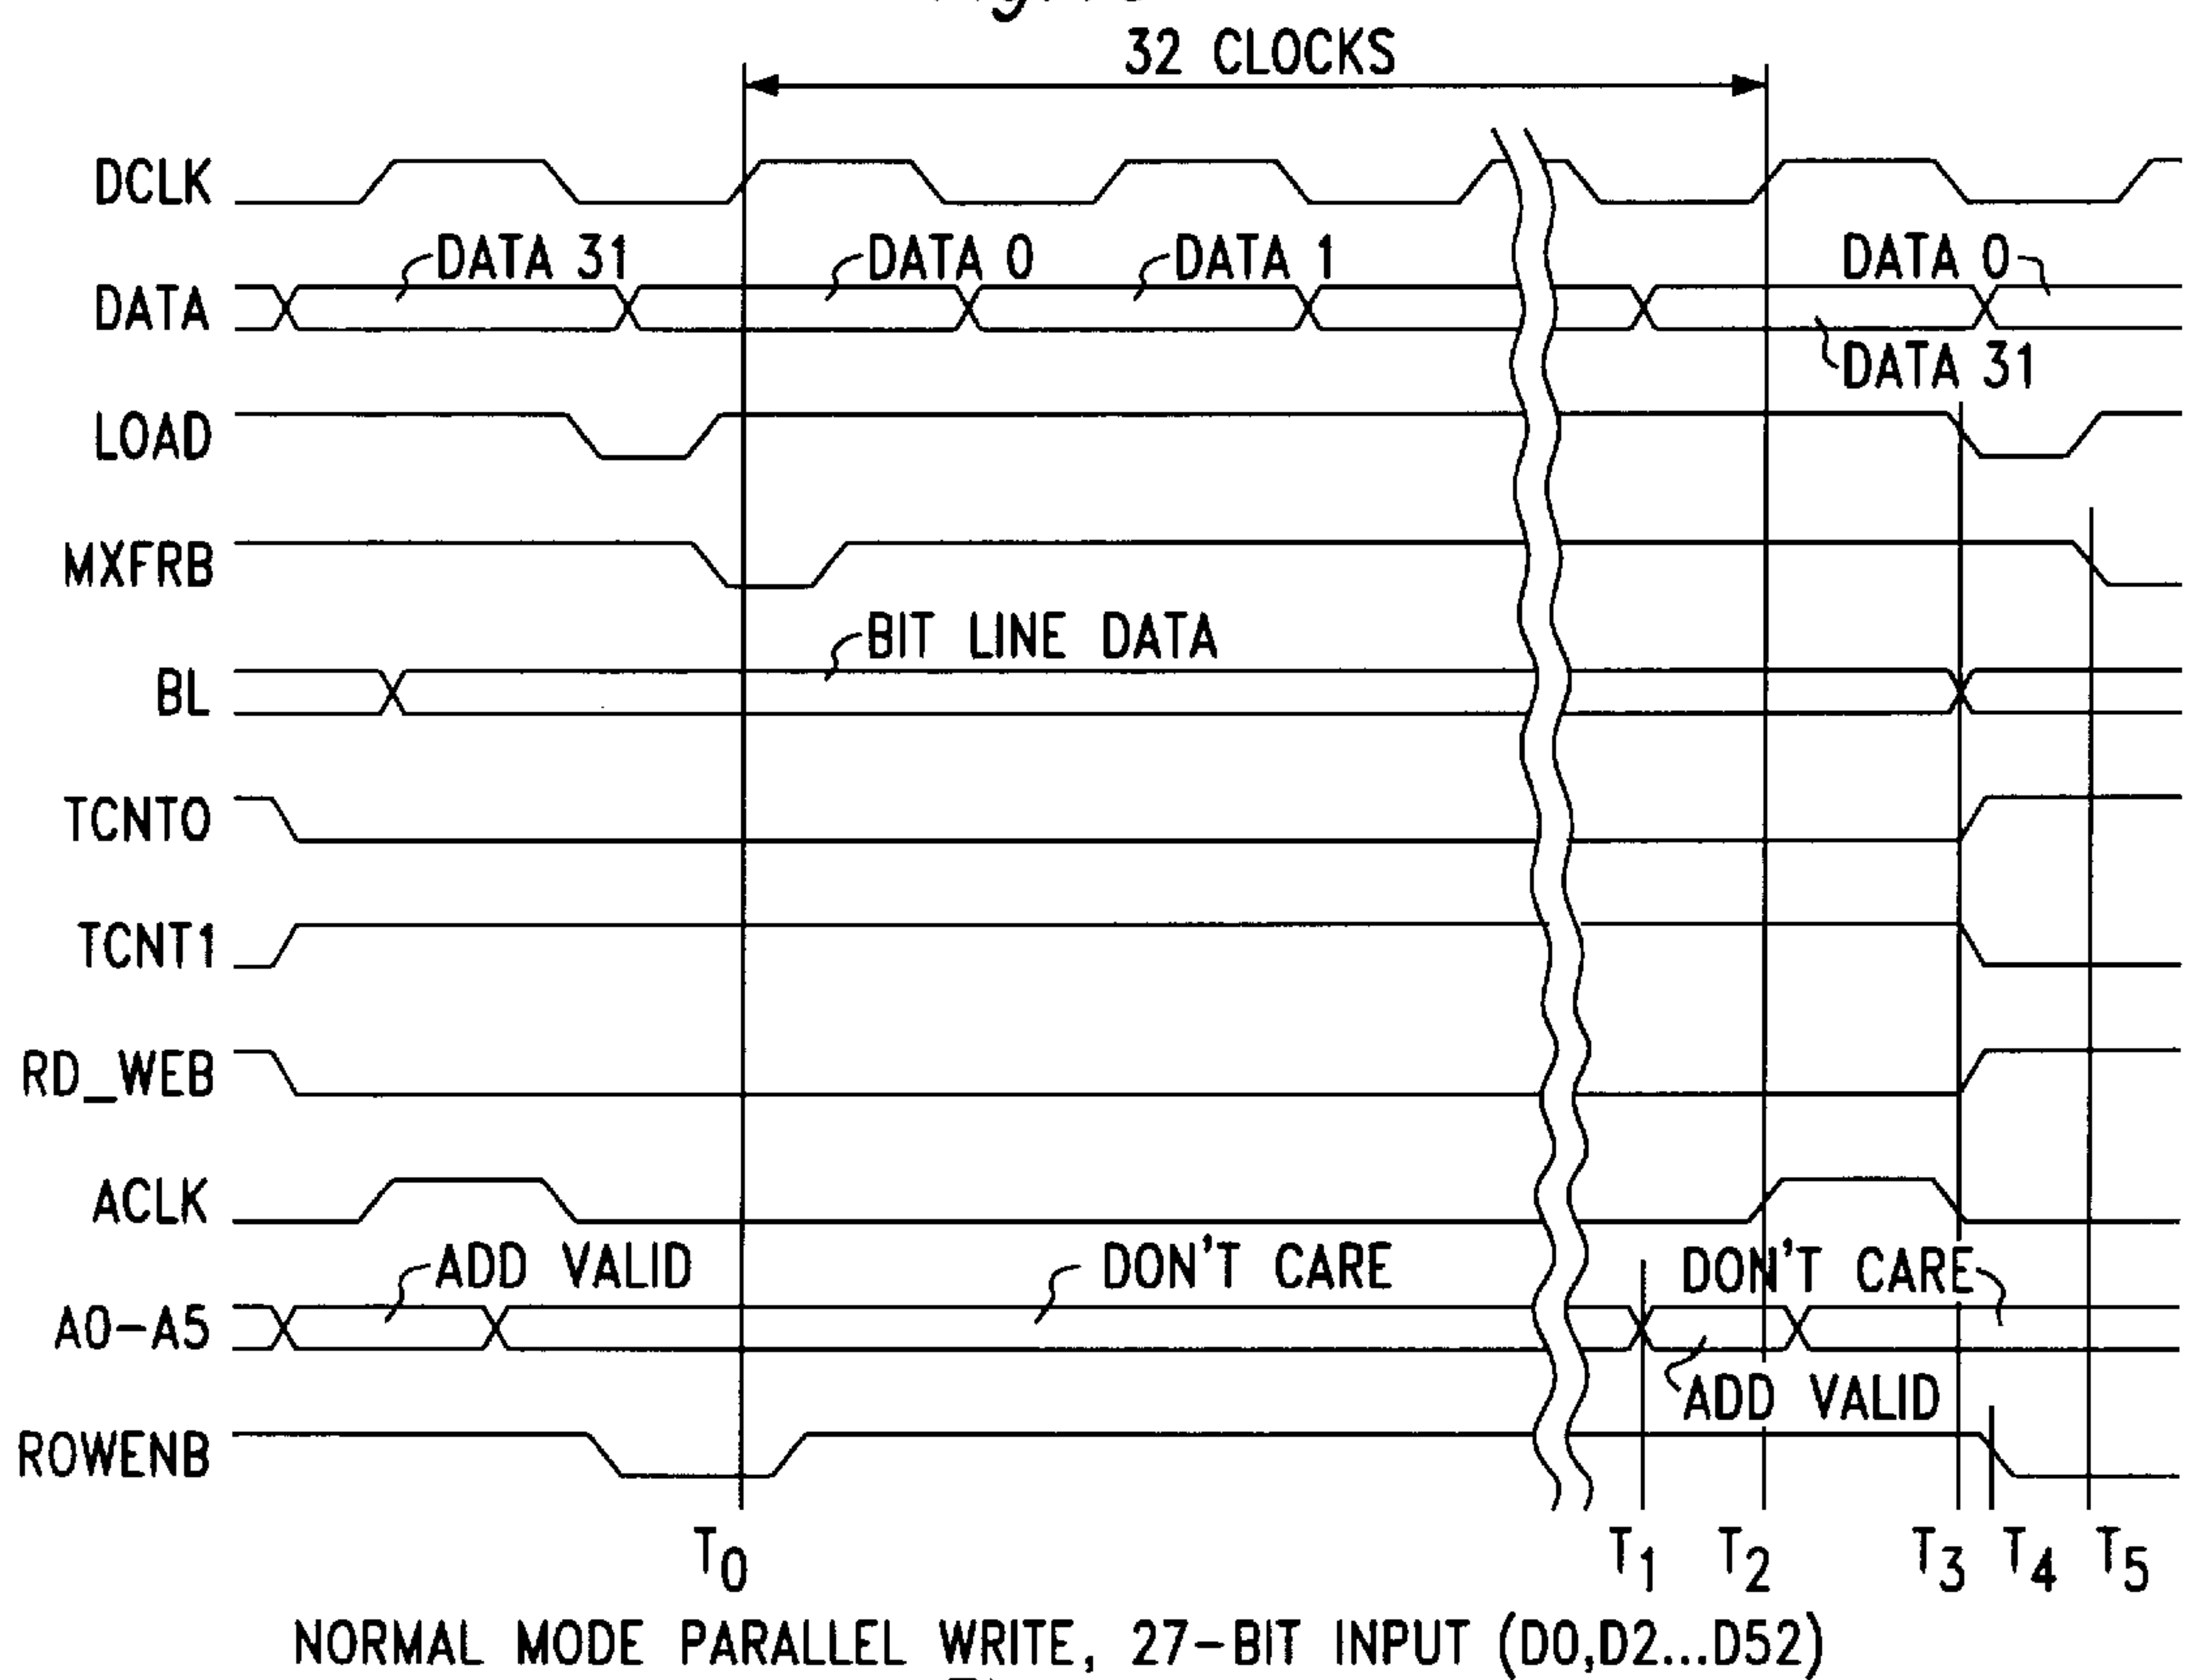 32 CLOCKS
DCLK
DATA 31
DATA 0
DATA 1
DATA 0
DATA
DATA 31
LOAD
MXFRB
BIT LINE DATA
BL
TCNT0
TCNT1
RD_WEB
ACLK
ADD VALID
DON'T CARE
DON'T CARE
A0-A5
ADD VALID
ROWENB
T0 T1 T2 T3 T4 T5
NORMAL MODE PARALLEL WRITE, 27-BIT INPUT (D0,D2...D52)